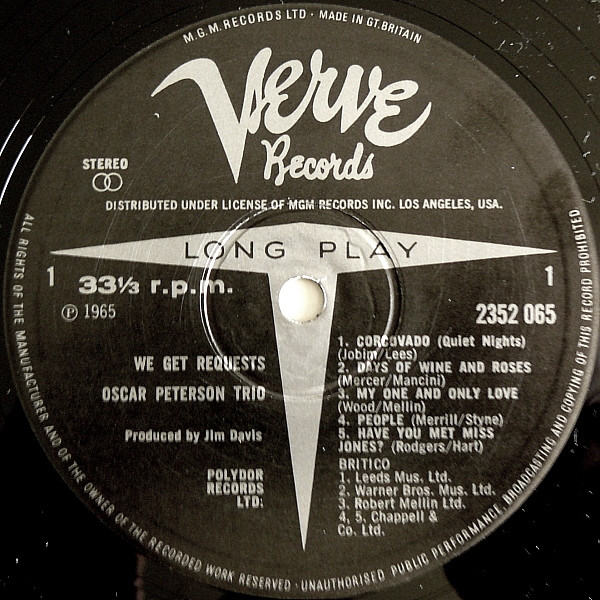 M.G.M. RECORDS LTD · MADE IN GT. BRITAIN
Verve
Records
STEREO
DISTRIBUTED UNDER LICENSE OF MGM RECORDS INC. LOS ANGELES, USA.
LONG PLAY
1 33⅓ r.p.m. 1
Ⓟ 1965 2352 065
WE GET REQUESTS
OSCAR PETERSON TRIO
Produced by Jim Davis
POLYDOR
RECORDS
LTD:
1. CORCOVADO (Quiet Nights)
(Jobim/Lees)
2. DAYS OF WINE AND ROSES
(Mercer/Mancini)
3. MY ONE AND ONLY LOVE
(Wood/Mellin)
4. PEOPLE (Merrill/Styne)
5. HAVE YOU MET MISS
JONES? (Rodgers/Hart)
BRITICO
1. Leeds Mus. Ltd.
2. Warner Bros. Mus. Ltd.
3. Robert Mellin Ltd.
4, 5, Chappell &
Co. Ltd.
ALL RIGHTS OF THE MANUFACTURER AND OF THE OWNER OF THE RECORDED WORK RESERVED · UNAUTHORISED PUBLIC PERFORMANCE, BROADCASTING AND COPYING OF THIS RECORD PROHIBITED